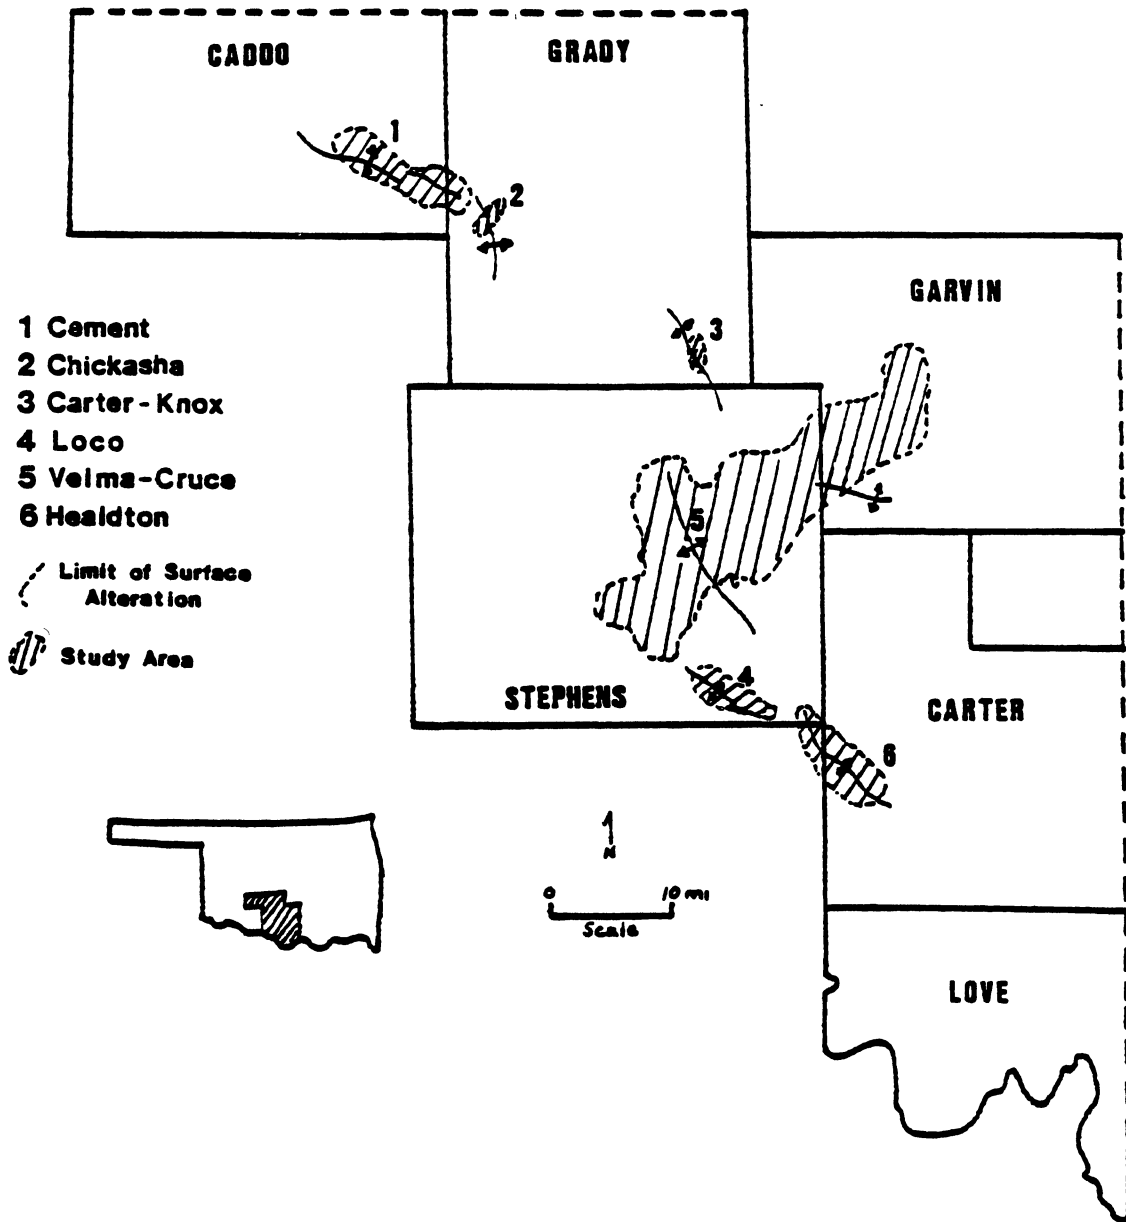 CADDO
GRADY
1
2
GARVIN
3
1 Cement
2 Chickasha
3 Carter-Knox
4 Loco
5 Velma-Cruce
6 Healdton
5
Limit of Surface
Alteration
Study Area
4
STEPHENS
CARTER
6
N
0 10 mi
Scale
LOVE